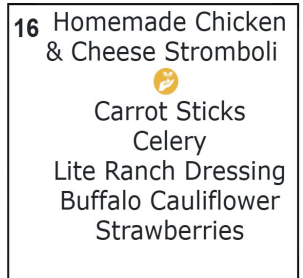 16 Homemade Chicken
& Cheese Stromboli
Carrot Sticks
Celery
Lite Ranch Dressing
Buffalo Cauliflower
Strawberries